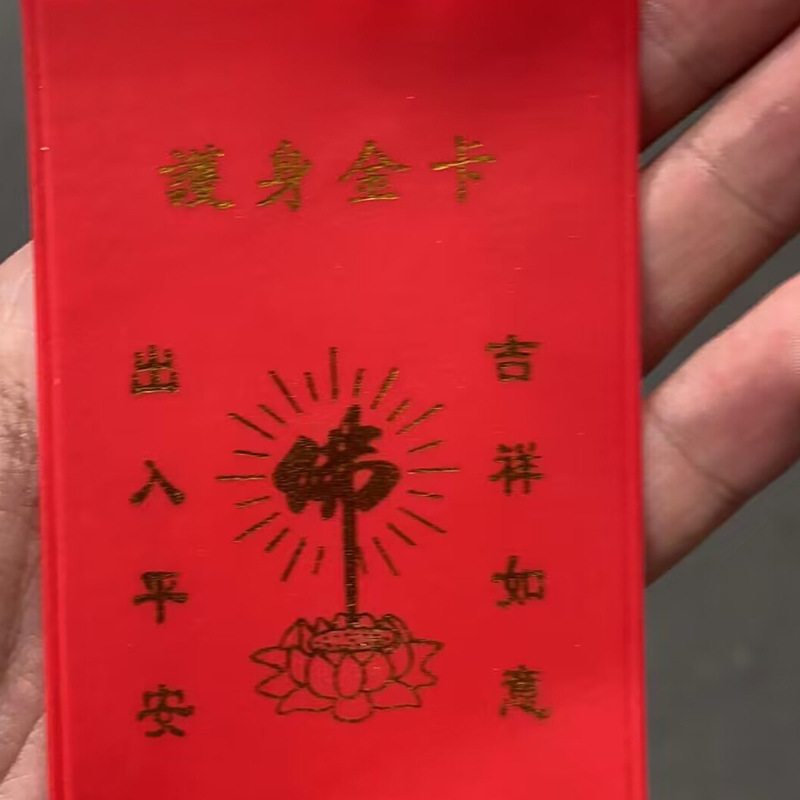 護身金卡
吉祥如意
佛
出入平安